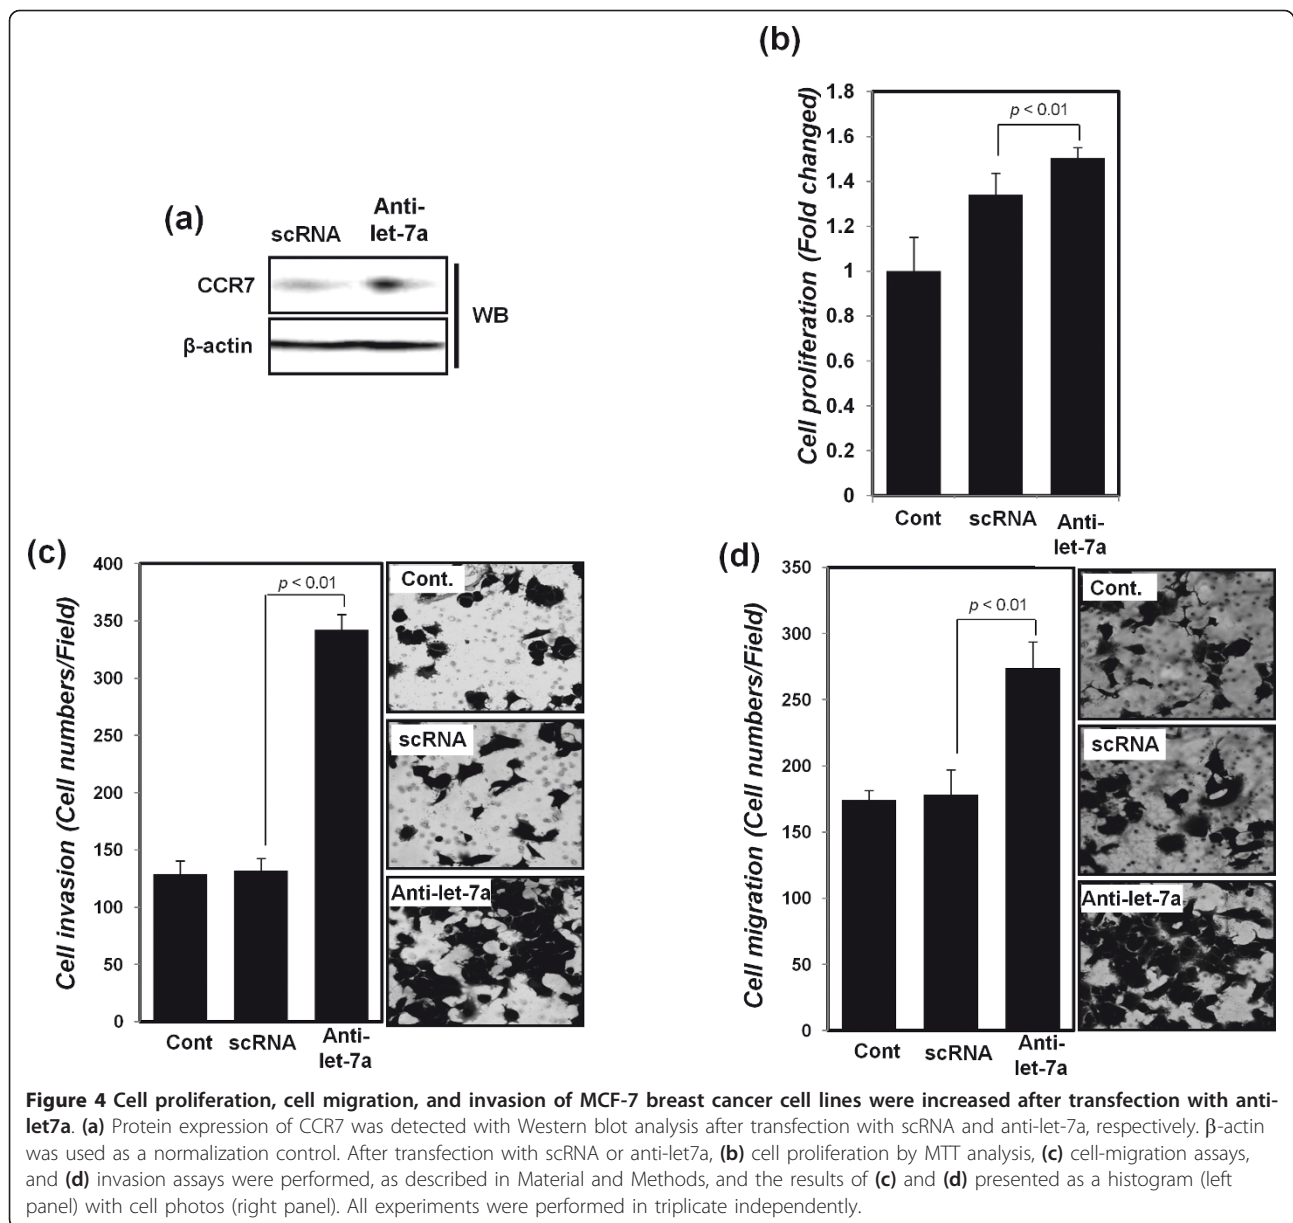 (a)
scRNA
Anti-
let-7a
CCR7
β-actin
WB
(b)
Cell proliferation (Fold changed)
1.8
1.6
1.4
1.2
1
0.8
0.6
0.4
0.2
0
p < 0.01
Cont
scRNA
Anti-
let-7a
(c)
Cell invasion (Cell numbers/Field)
400
350
300
250
200
150
100
50
0
p < 0.01
Cont
scRNA
Anti-
let-7a
Cont.
scRNA
Anti-let-7a
(d)
Cell migration (Cell numbers/Field)
350
300
250
200
150
100
50
0
p < 0.01
Cont
scRNA
Anti-
let-7a
Cont.
scRNA
Anti-let-7a
Figure 4 Cell proliferation, cell migration, and invasion of MCF-7 breast cancer cell lines were increased after transfection with anti-
let7a. (a) Protein expression of CCR7 was detected with Western blot analysis after transfection with scRNA and anti-let-7a, respectively. β-actin
was used as a normalization control. After transfection with scRNA or anti-let7a, (b) cell proliferation by MTT analysis, (c) cell-migration assays,
and (d) invasion assays were performed, as described in Material and Methods, and the results of (c) and (d) presented as a histogram (left
panel) with cell photos (right panel). All experiments were performed in triplicate independently.